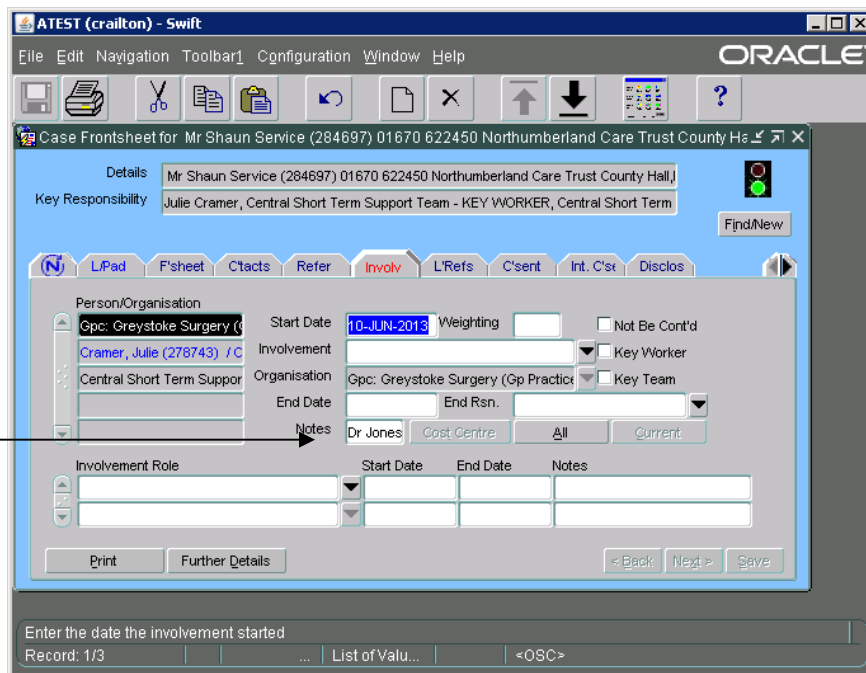 ATEST (crailton) - Swift
File Edit Navigation Toolbar1 Configuration Window Help
ORACLE
?
Case Frontsheet for Mr Shaun Service (284697) 01670 622450 Northumberland Care Trust County Ha
Details Mr Shaun Service (284697) 01670 622450 Northumberland Care Trust County Hall,
Key Responsibility Julie Cramer, Central Short Term Support Team - KEY WORKER, Central Short Term
Find/New
N L/Pad F'sheet C'tacts Refer Involv L'Refs C'sent Int. C'se Disclos
Person/Organisation
Gpc: Greystoke Surgery (G Start Date 10-JUN-2013 Weighting Not Be Cont'd
Cramer, Julie (278743) / C Involvement Key Worker
Central Short Term Suppor Organisation Gpc: Greystoke Surgery (Gp Practice Key Team
End Date End Rsn.
Notes Dr Jones Cost Centre All Current
Involvement Role Start Date End Date Notes
Print Further Details < Back Next > Save
Enter the date the involvement started
Record: 1/3 ... List of Valu... <OSC>